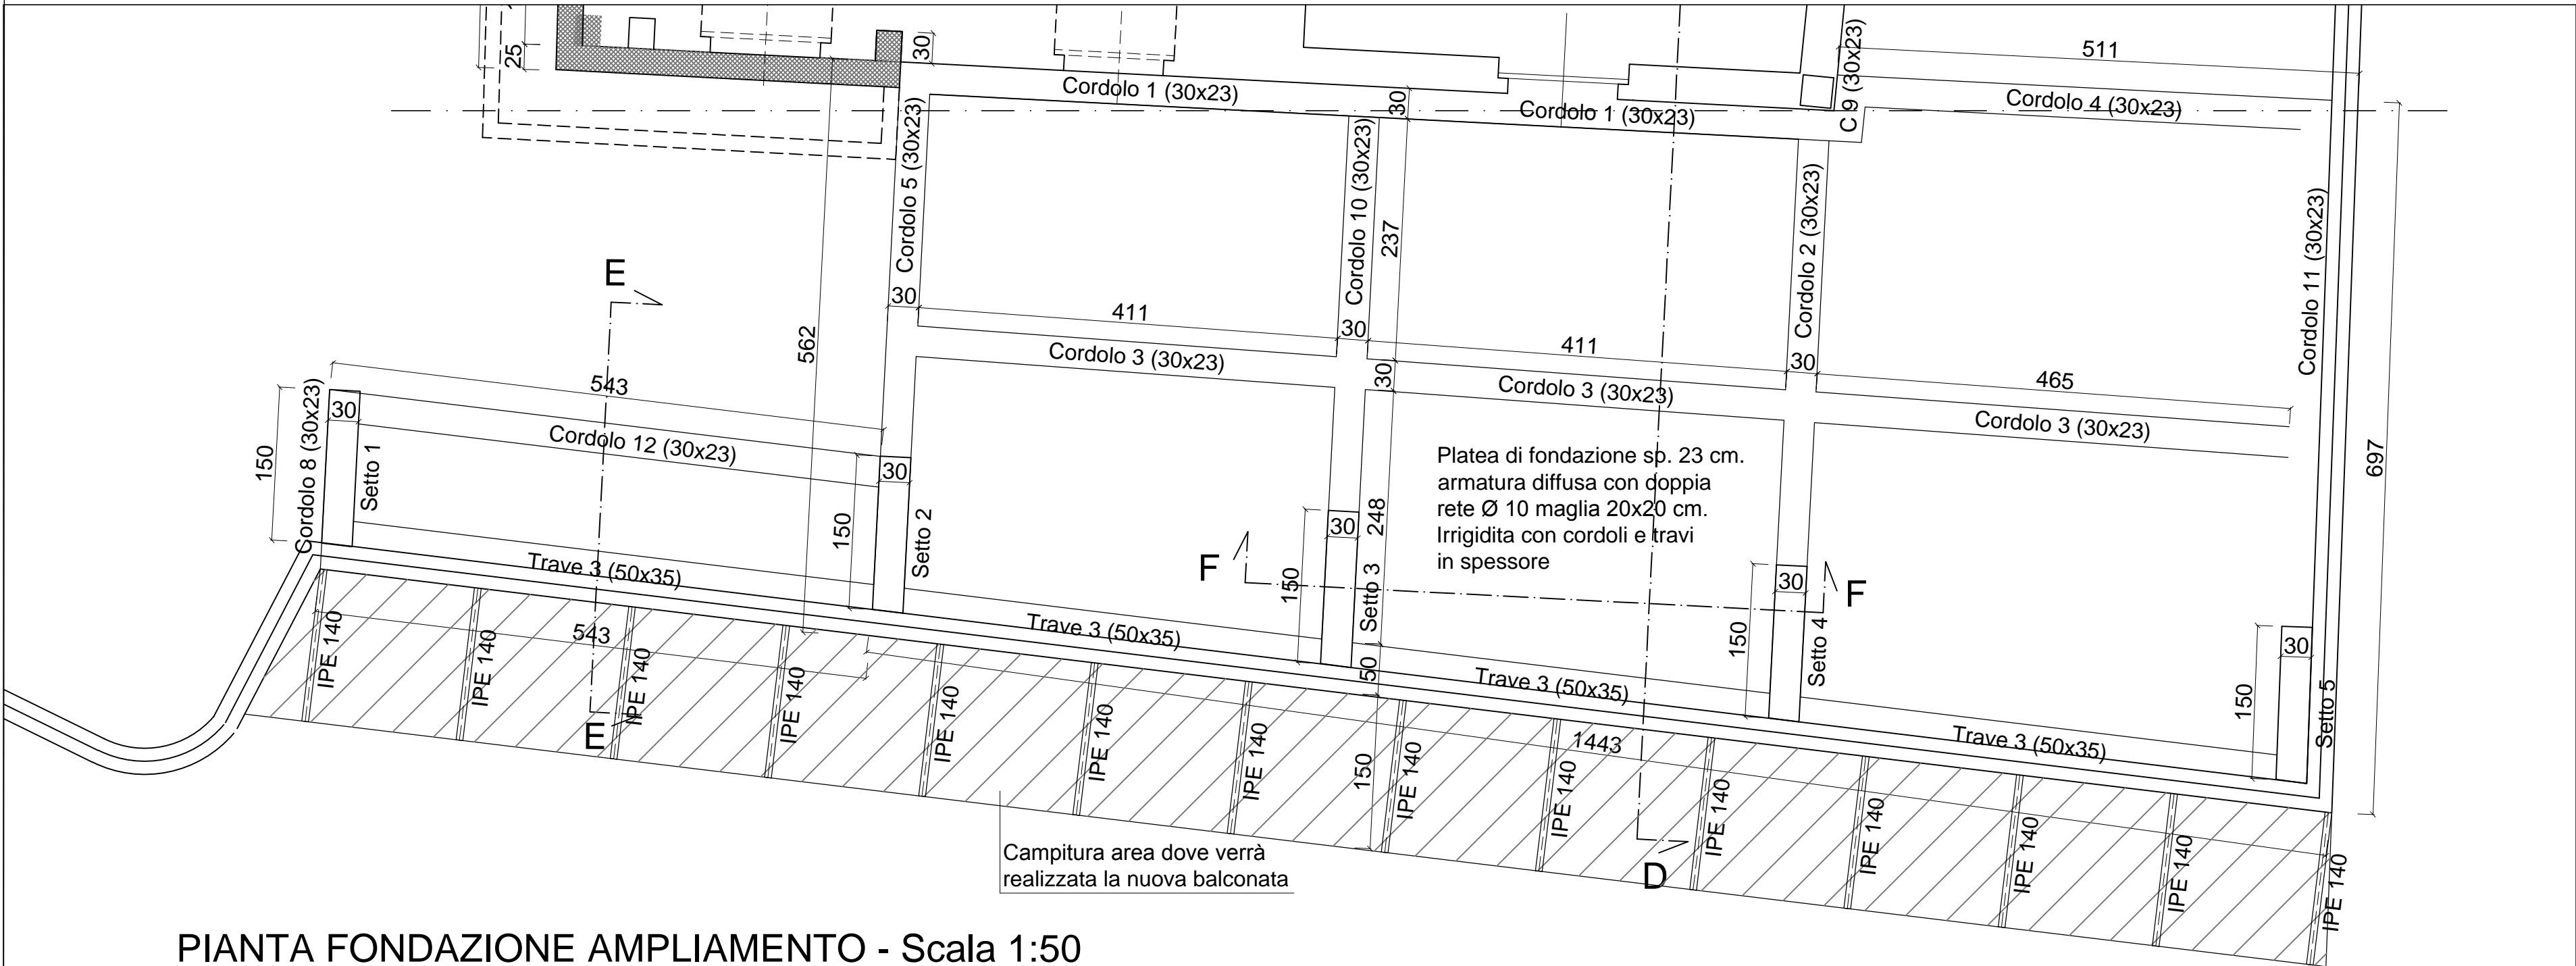 25
30
511
Cordolo 1 (30x23)
30
Cordolo 1 (30x23)
C 9 (30x23)
Cordolo 4 (30x23)
Cordolo 5 (30x23)
Cordolo 10 (30x23)
237
Cordolo 2 (30x23)
Cordolo 11 (30x23)
E
30
411
30
411
30
465
562
Cordolo 3 (30x23)
30
Cordolo 3 (30x23)
Cordolo 3 (30x23)
697
543
Cordolo 8 (30x23)
150
30
Setto 1
Cordolo 12 (30x23)
30
150
Setto 2
Platea di fondazione sp. 23 cm.
armatura diffusa con doppia
rete Ø 10 maglia 20x20 cm.
Irrigidita con cordoli e travi
in spessore
30
248
150
Setto 3
F
F
30
150
Setto 4
30
150
Setto 5
Trave 3 (50x35)
Trave 3 (50x35)
Trave 3 (50x35)
Trave 3 (50x35)
50
543
1443
150
IPE 140
IPE 140
IPE 140
IPE 140
IPE 140
IPE 140
IPE 140
IPE 140
IPE 140
IPE 140
IPE 140
IPE 140
IPE 140
IPE 140
E
D
Campitura area dove verrà
realizzata la nuova balconata
PIANTA FONDAZIONE AMPLIAMENTO - Scala 1:50